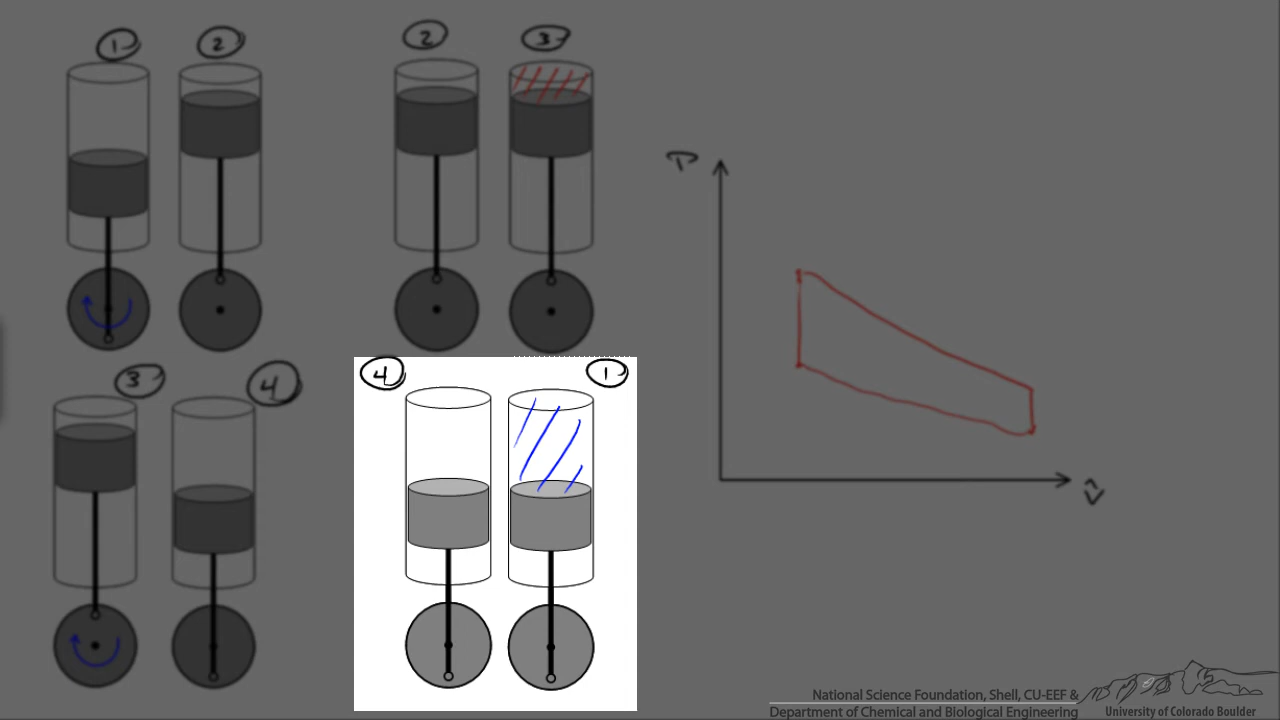 1 2
2 3
P
3 4
4 1
V̂
National Science Foundation, Shell, CU-EEF &
Department of Chemical and Biological Engineering
University of Colorado Boulder